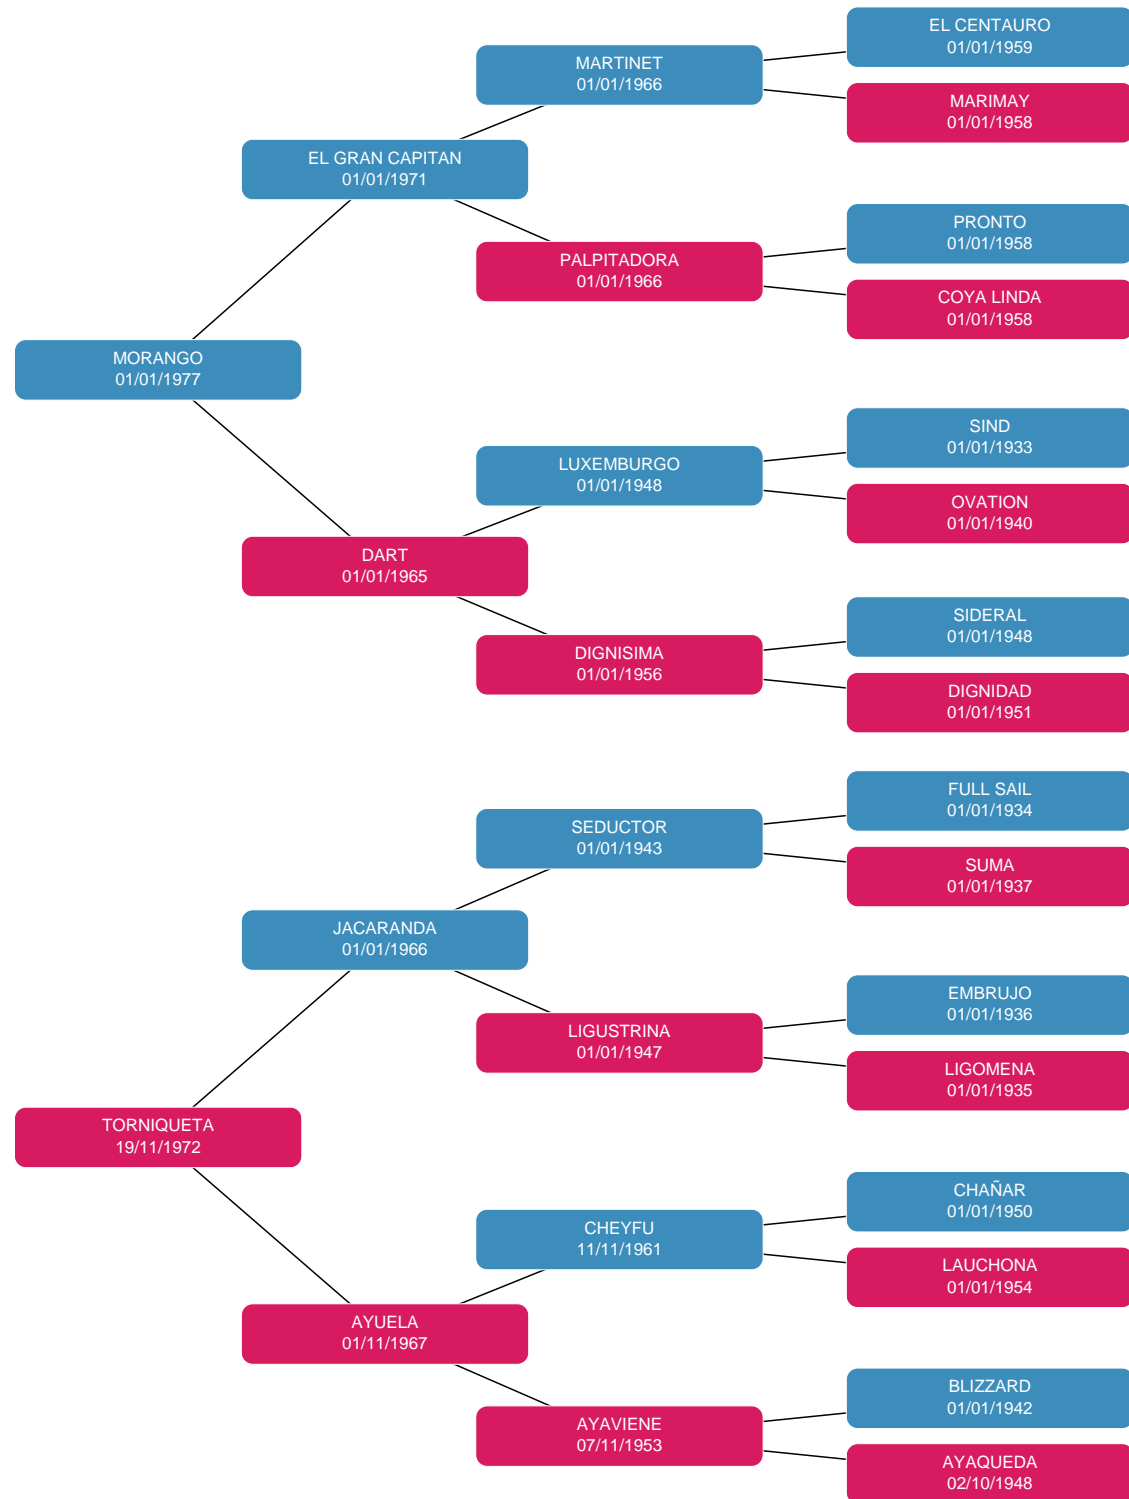 EL CENTAURO
01/01/1959
MARTINET
01/01/1966
MARIMAY
01/01/1958
EL GRAN CAPITAN
01/01/1971
PRONTO
01/01/1958
PALPITADORA
01/01/1966
COYA LINDA
01/01/1958
MORANGO
01/01/1977
SIND
01/01/1933
LUXEMBURGO
01/01/1948
OVATION
01/01/1940
DART
01/01/1965
SIDERAL
01/01/1948
DIGNISIMA
01/01/1956
DIGNIDAD
01/01/1951
FULL SAIL
01/01/1934
SEDUCTOR
01/01/1943
SUMA
01/01/1937
JACARANDA
01/01/1966
EMBRUJO
01/01/1936
LIGUSTRINA
01/01/1947
LIGOMENA
01/01/1935
TORNIQUETA
19/11/1972
CHAÑAR
01/01/1950
CHEYFU
11/11/1961
LAUCHONA
01/01/1954
AYUELA
01/11/1967
BLIZZARD
01/01/1942
AYAVIENE
07/11/1953
AYAQUEDA
02/10/1948